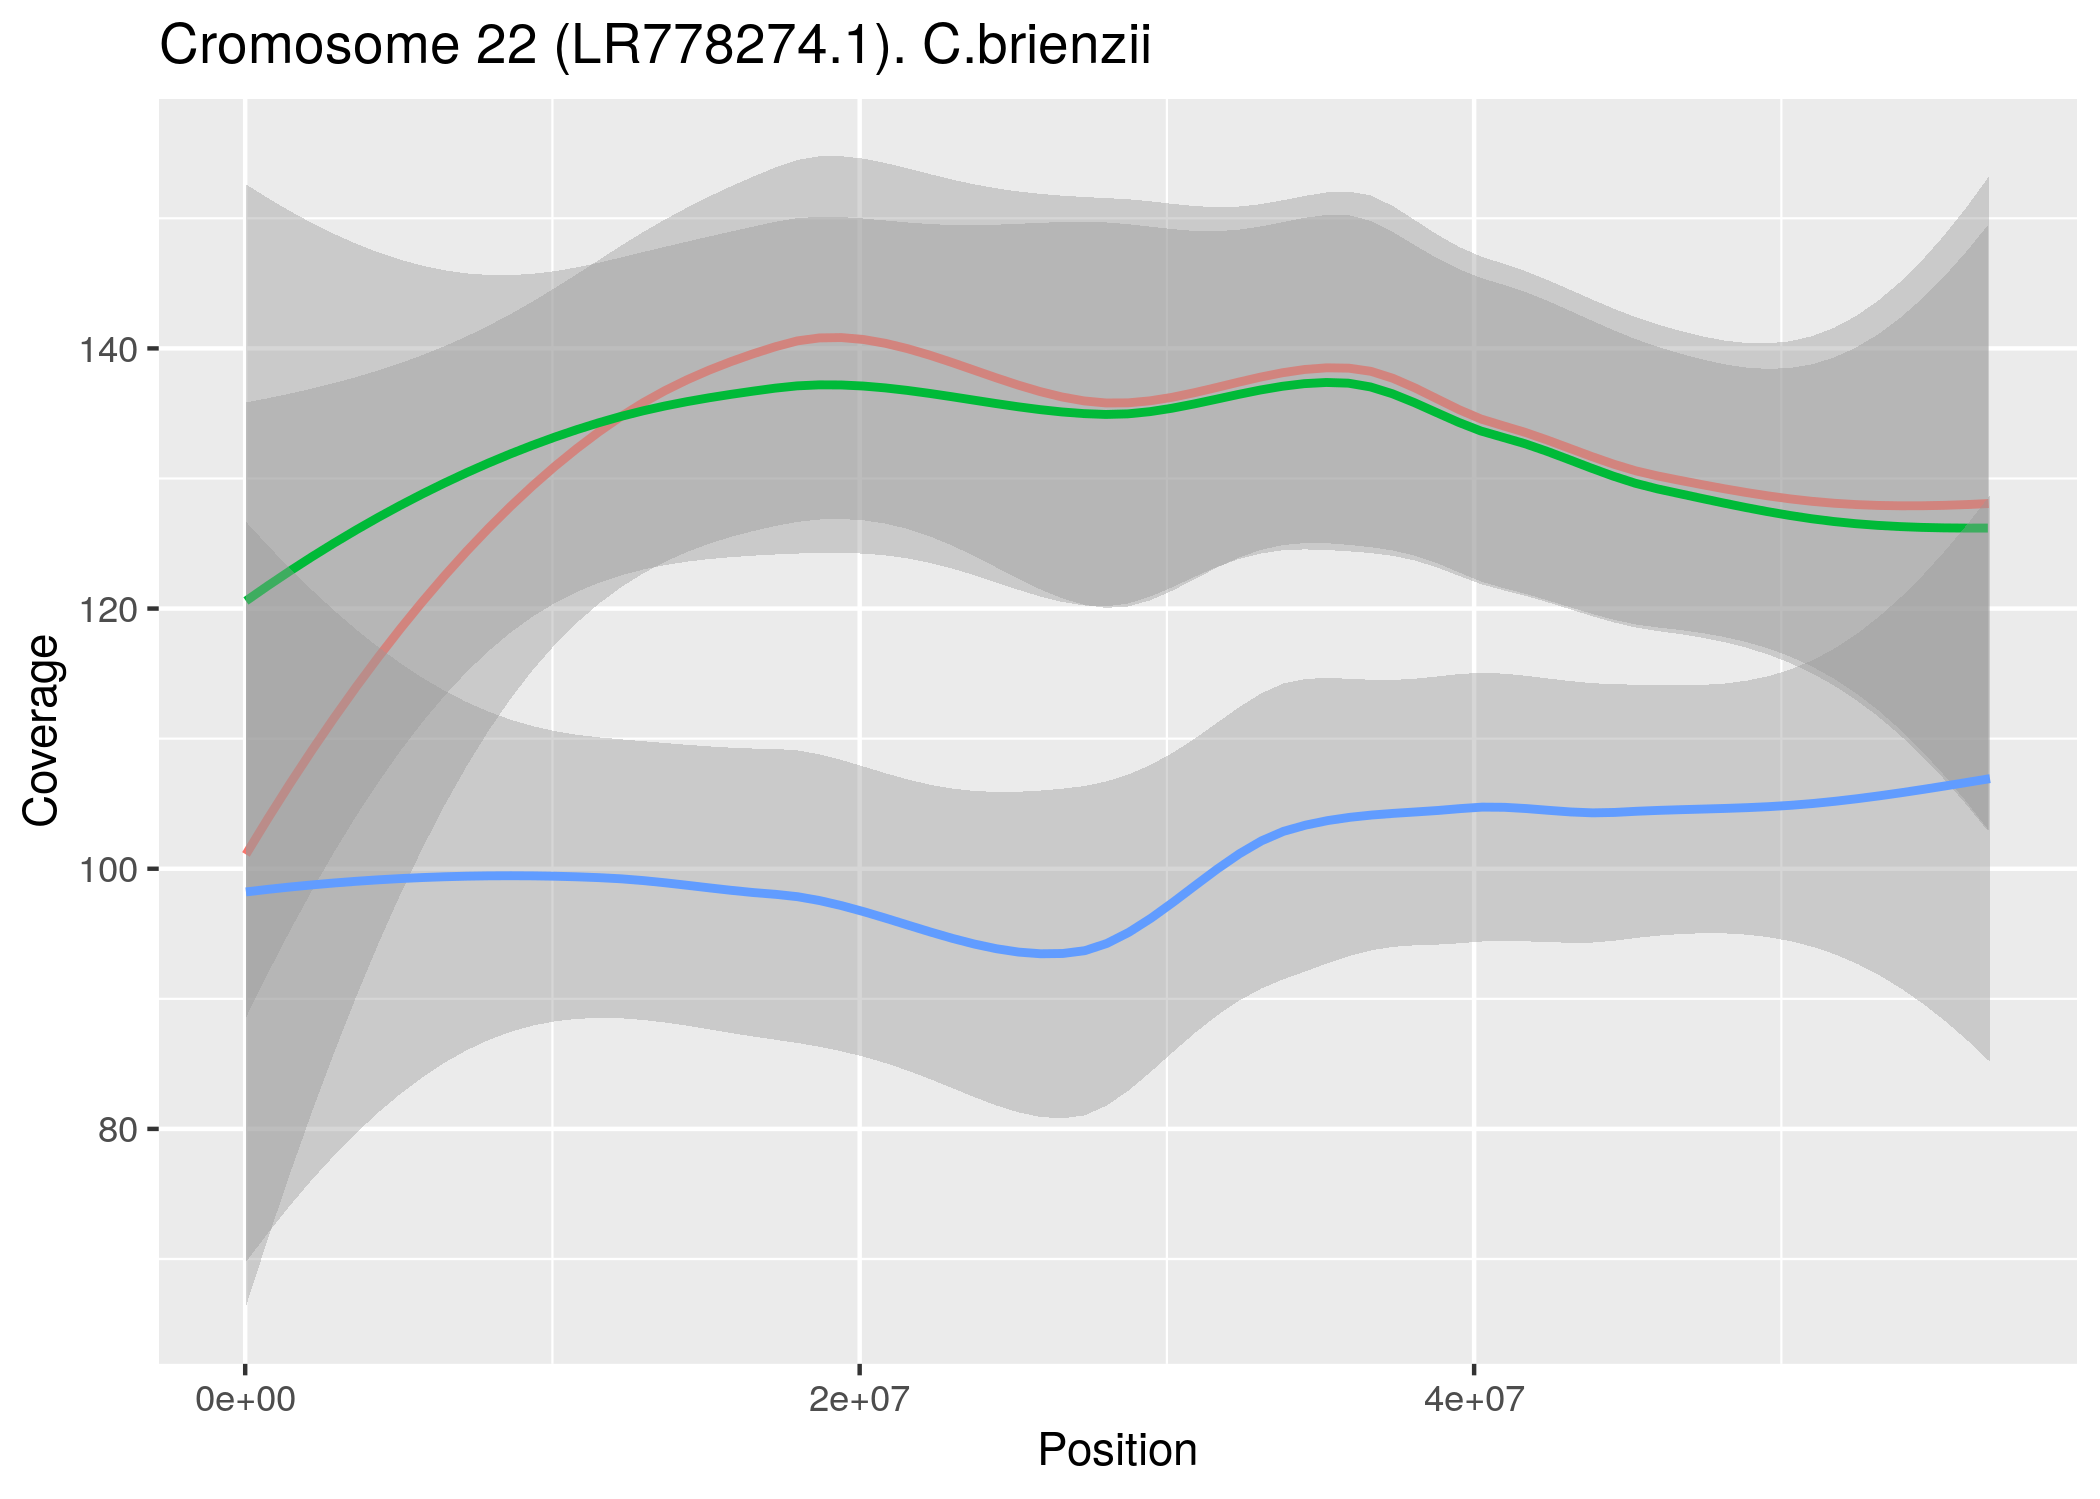 Cromosome 22 (LR778274.1). C.brienzii
Coverage
140
120
100
80
0e+00 2e+07 4e+07
Position